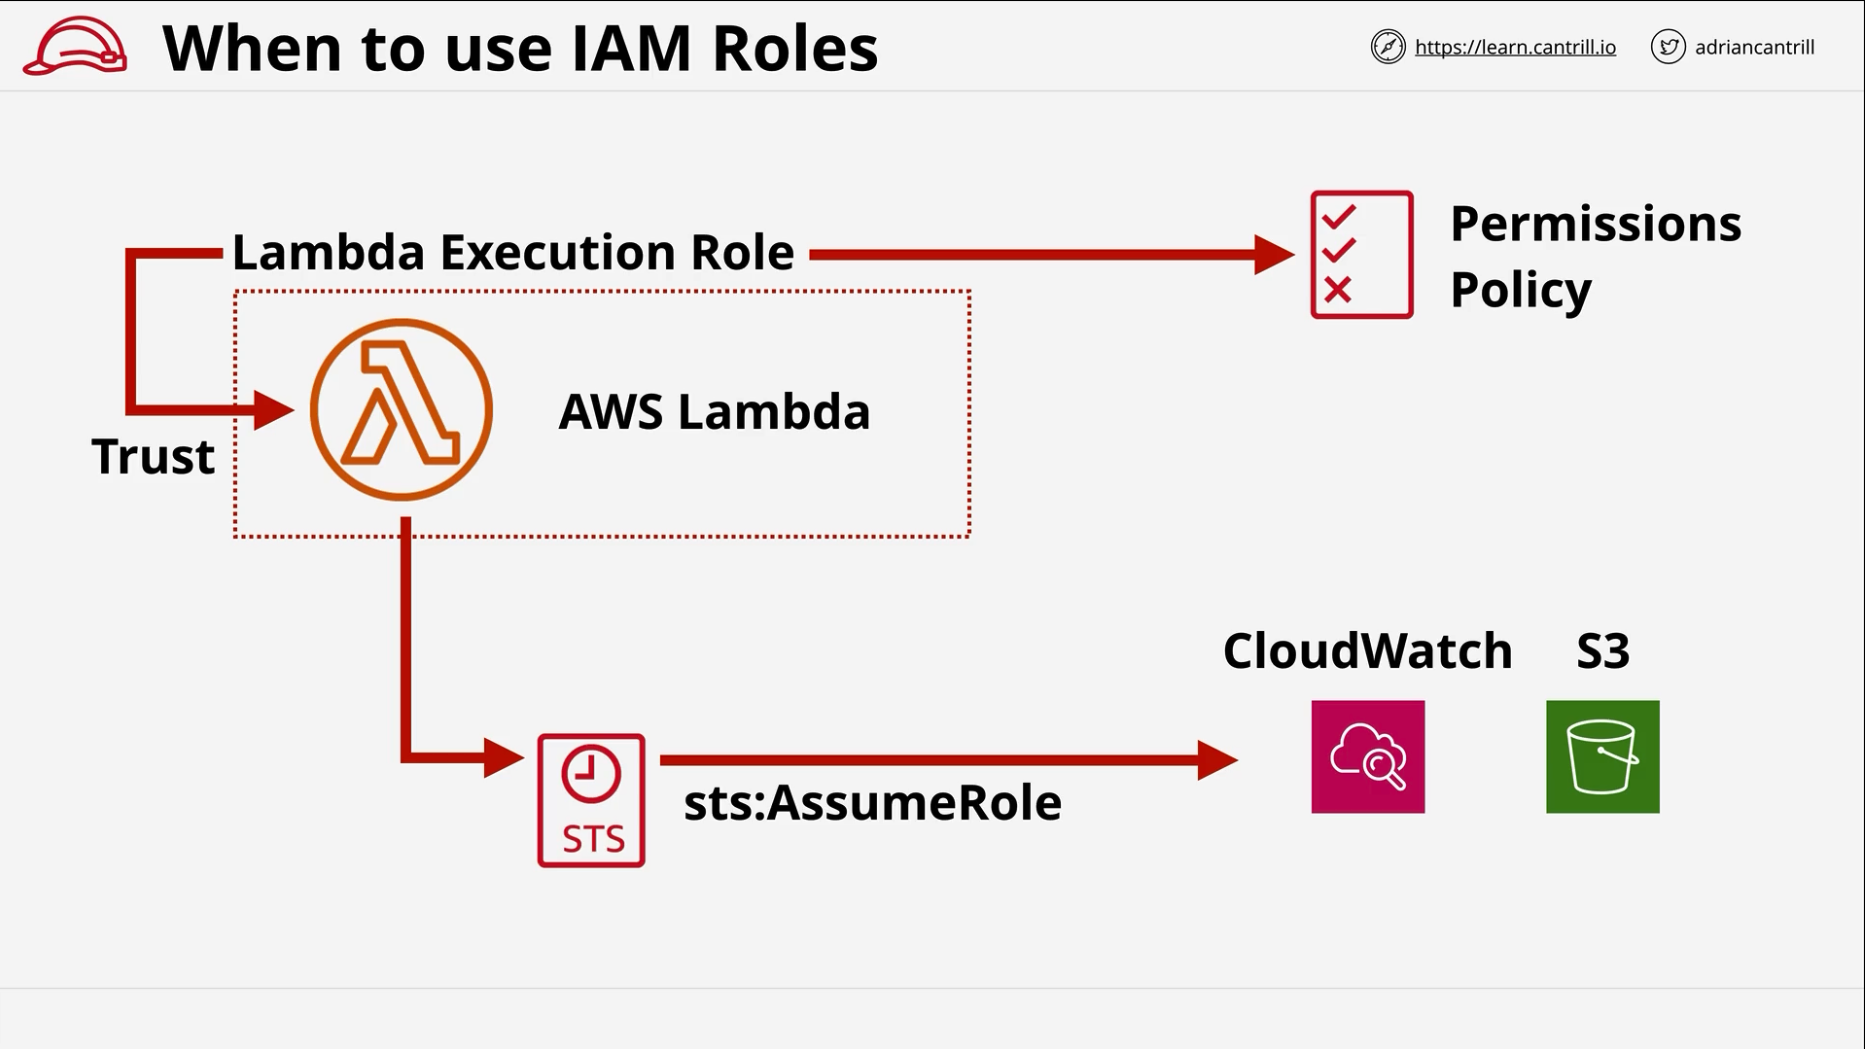 When to use IAM Roles
https://learn.cantrill.io
adriancantrill
Lambda Execution Role
Permissions
Policy
AWS Lambda
Trust
CloudWatch
S3
STS
sts:AssumeRole